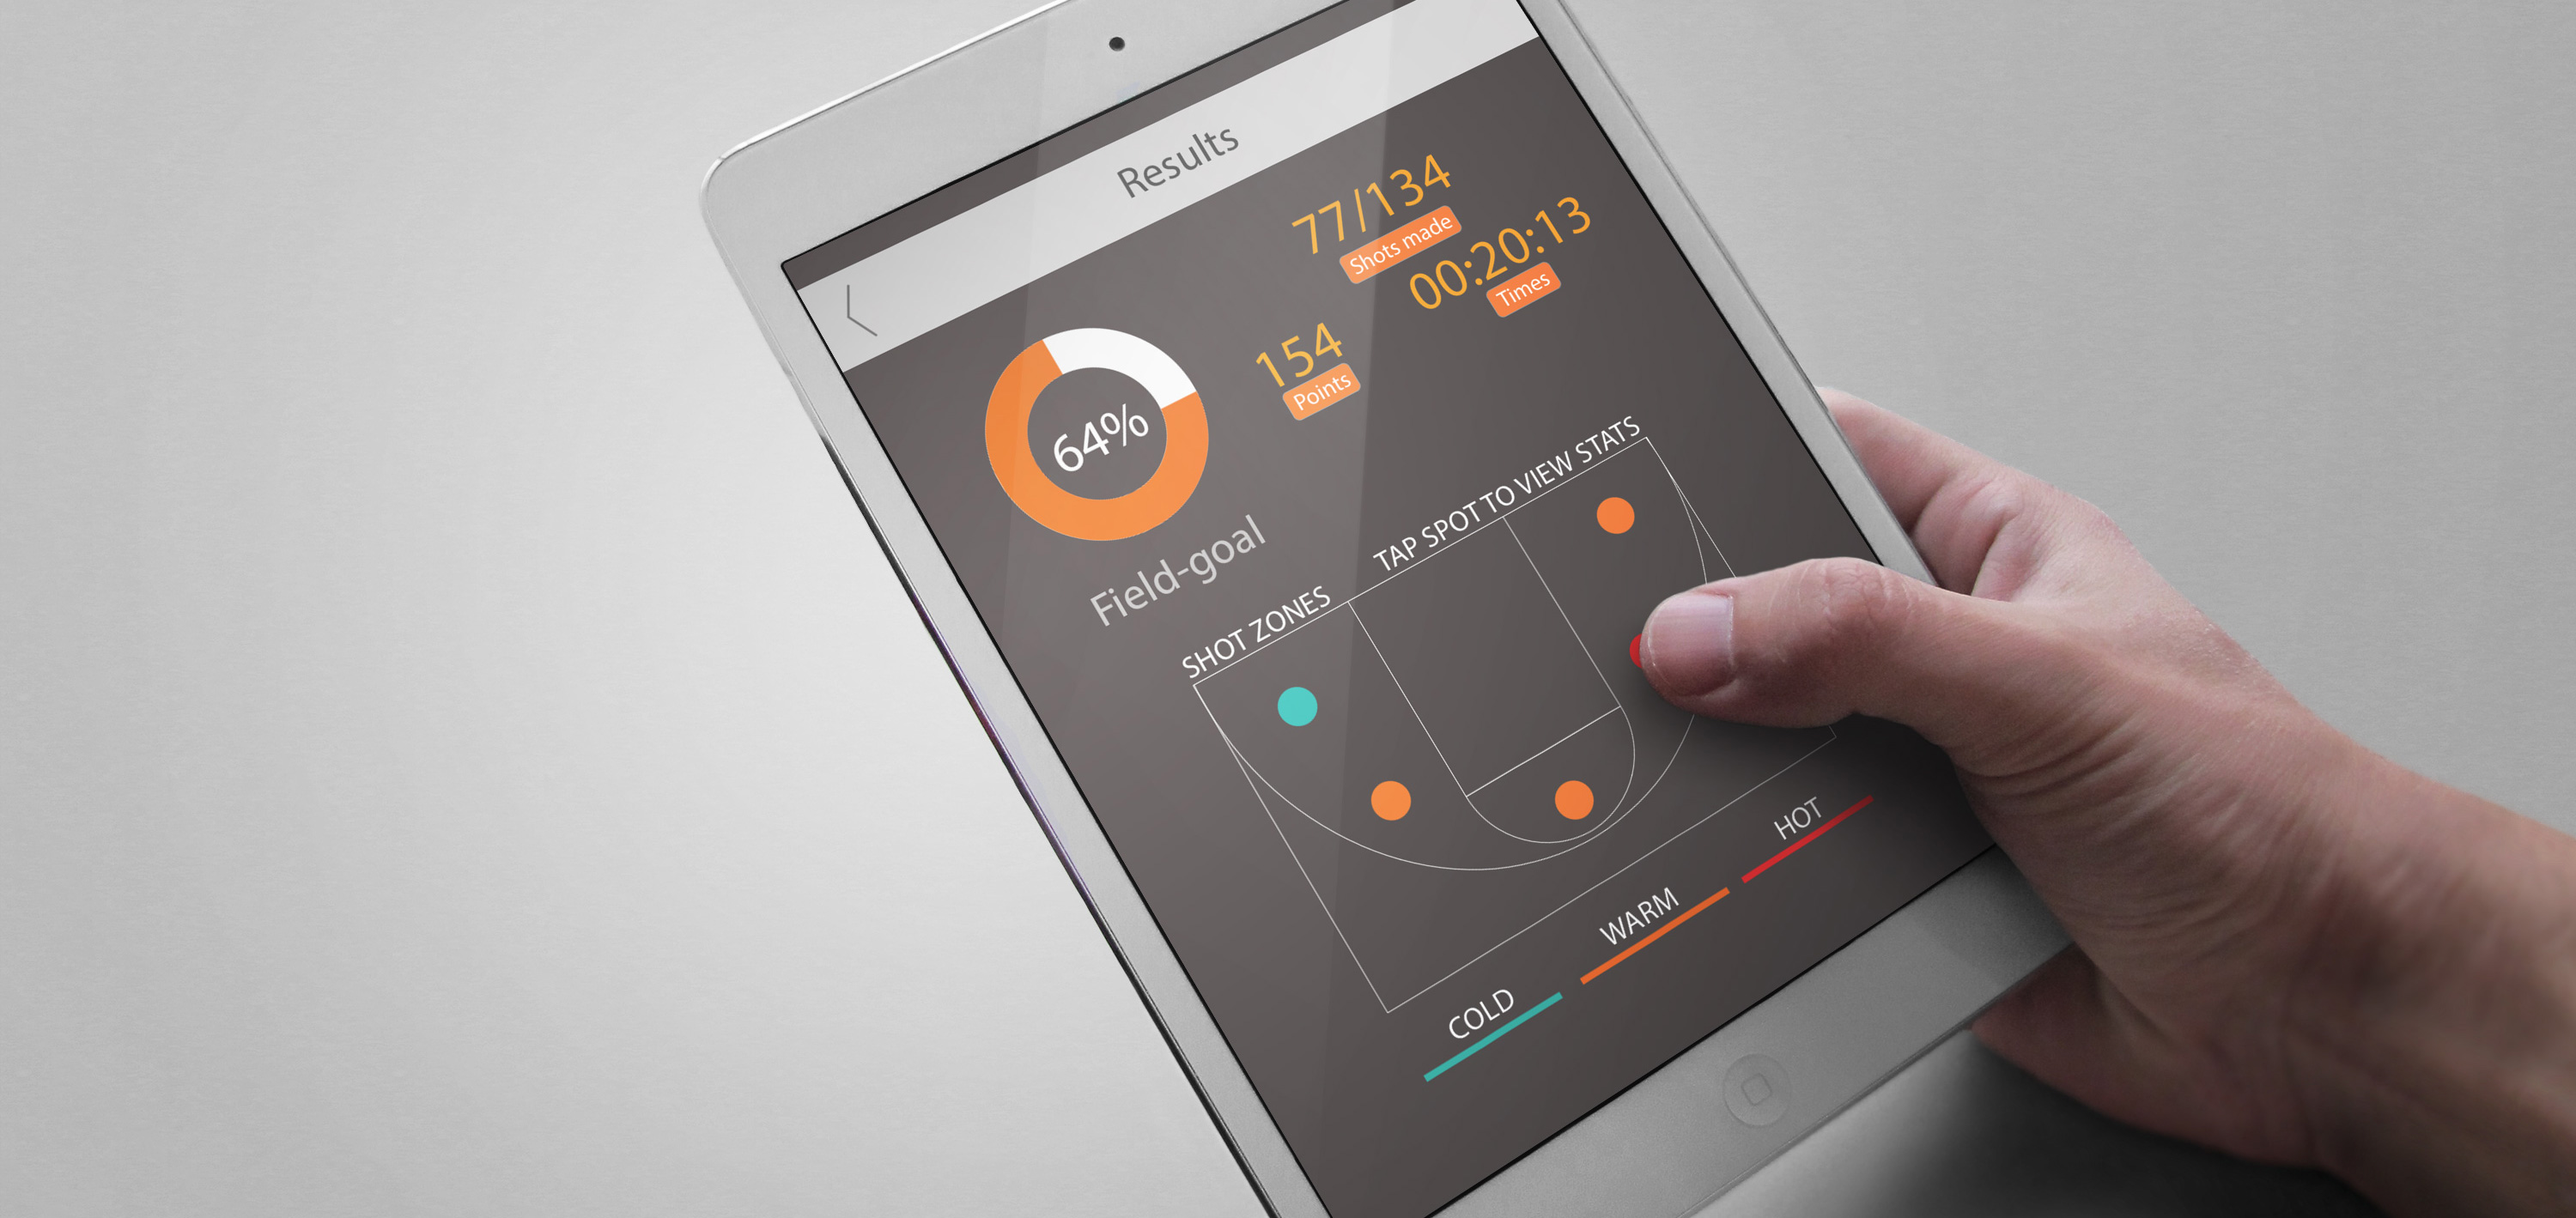 Results
77/134
Shots made
00:20:13
Times
154
Points
64%
Field-goal
SHOT ZONES
TAP SPOT TO VIEW STATS
COLD
WARM
HOT